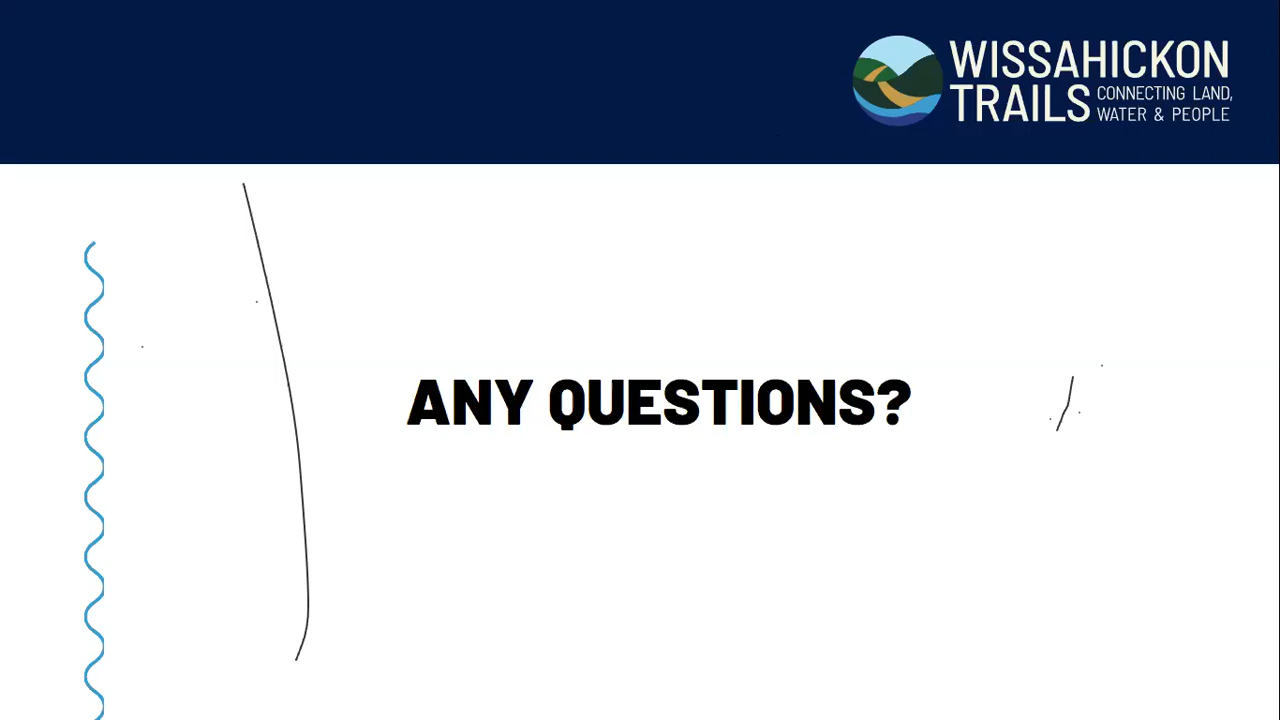 WISSAHICKON
TRAILS CONNECTING LAND,
WATER & PEOPLE
ANY QUESTIONS?